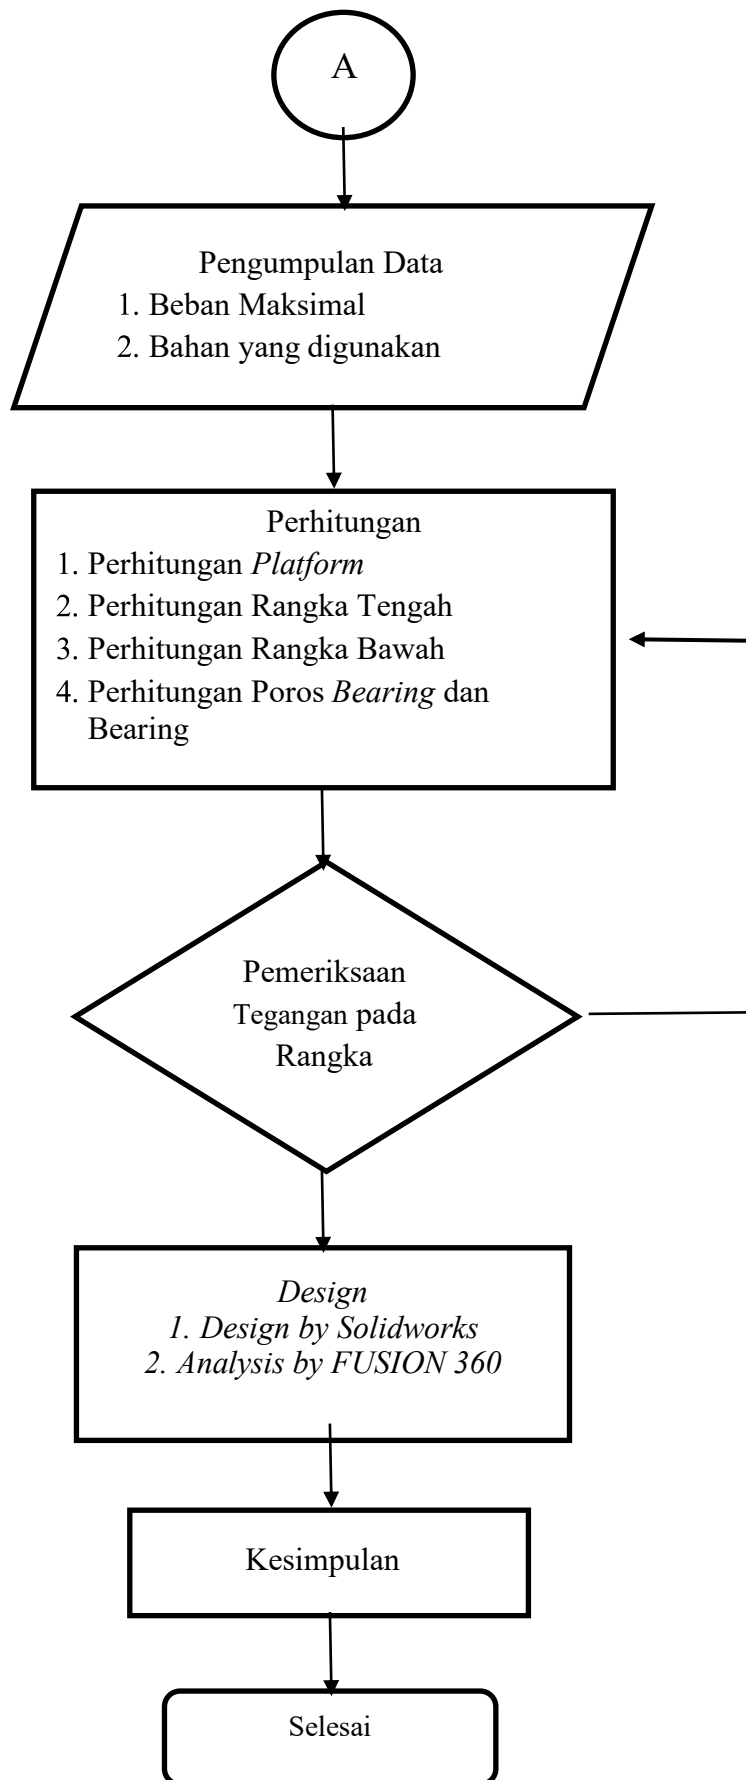 A
Pengumpulan Data
1. Beban Maksimal
2. Bahan yang digunakan
Perhitungan
1. Perhitungan Platform
2. Perhitungan Rangka Tengah
3. Perhitungan Rangka Bawah
4. Perhitungan Poros Bearing dan
Bearing
Pemeriksaan
Tegangan pada
Rangka
Design
1. Design by Solidworks
2. Analysis by FUSION 360
Kesimpulan
Selesai